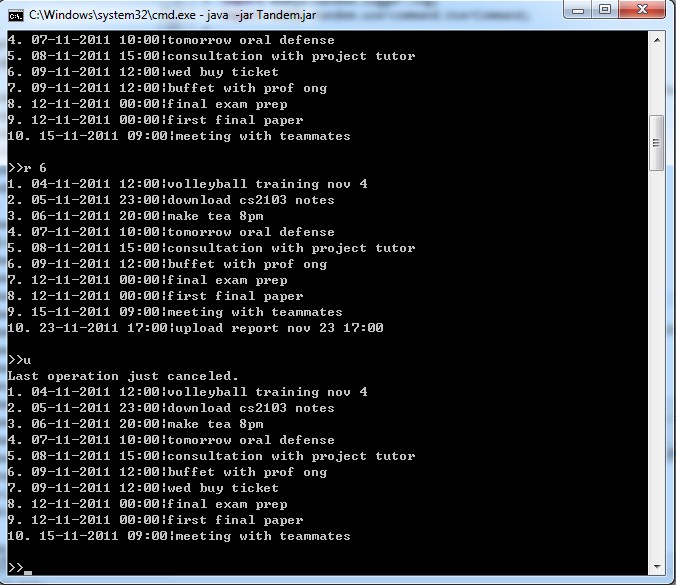 C:\Windows\system32\cmd.exe - java -jar Tandem.jar
4. 07-11-2011 10:00|tomorrow oral defense
5. 08-11-2011 15:00|consultation with project tutor
6. 09-11-2011 12:00|wed buy ticket
7. 09-11-2011 12:00|buffet with prof ong
8. 12-11-2011 00:00|final exam prep
9. 12-11-2011 00:00|first final paper
10. 15-11-2011 09:00|meeting with teammates
>>r 6
1. 04-11-2011 12:00|volleyball training nov 4
2. 05-11-2011 23:00|download cs2103 notes
3. 06-11-2011 20:00|make tea 8pm
4. 07-11-2011 10:00|tomorrow oral defense
5. 08-11-2011 15:00|consultation with project tutor
6. 09-11-2011 12:00|buffet with prof ong
7. 12-11-2011 00:00|final exam prep
8. 12-11-2011 00:00|first final paper
9. 15-11-2011 09:00|meeting with teammates
10. 23-11-2011 17:00|upload report nov 23 17:00
>>u
Last operation just canceled.
1. 04-11-2011 12:00|volleyball training nov 4
2. 05-11-2011 23:00|download cs2103 notes
3. 06-11-2011 20:00|make tea 8pm
4. 07-11-2011 10:00|tomorrow oral defense
5. 08-11-2011 15:00|consultation with project tutor
6. 09-11-2011 12:00|buffet with prof ong
7. 09-11-2011 12:00|wed buy ticket
8. 12-11-2011 00:00|final exam prep
9. 12-11-2011 00:00|first final paper
10. 15-11-2011 09:00|meeting with teammates
>>_